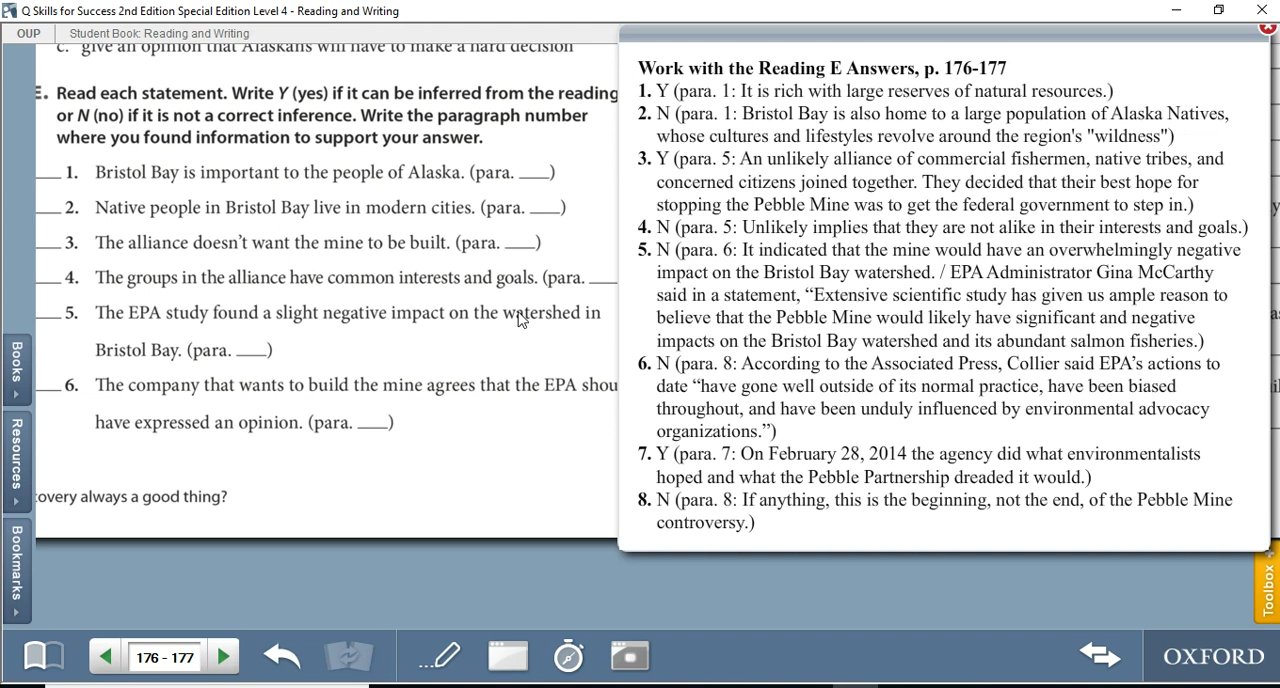 Q Skills for Success 2nd Edition Special Edition Level 4 - Reading and Writing
OUP
Student Book: Reading and Writing
c. give an opinion that Alaskans will have to make a hard decision
E. Read each statement. Write Y (yes) if it can be inferred from the reading
or N (no) if it is not a correct inference. Write the paragraph number
where you found information to support your answer.
___ 1. Bristol Bay is important to the people of Alaska. (para. ___)
___ 2. Native people in Bristol Bay live in modern cities. (para. ___)
___ 3. The alliance doesn't want the mine to be built. (para. ___)
___ 4. The groups in the alliance have common interests and goals. (para. ___
___ 5. The EPA study found a slight negative impact on the watershed in
Bristol Bay. (para. ___)
___ 6. The company that wants to build the mine agrees that the EPA shou
have expressed an opinion. (para. ___)
overy always a good thing?
Work with the Reading E Answers, p. 176-177
1. Y (para. 1: It is rich with large reserves of natural resources.)
2. N (para. 1: Bristol Bay is also home to a large population of Alaska Natives,
whose cultures and lifestyles revolve around the region's "wildness")
3. Y (para. 5: An unlikely alliance of commercial fishermen, native tribes, and
concerned citizens joined together. They decided that their best hope for
stopping the Pebble Mine was to get the federal government to step in.)
4. N (para. 5: Unlikely implies that they are not alike in their interests and goals.)
5. N (para. 6: It indicated that the mine would have an overwhelmingly negative
impact on the Bristol Bay watershed. / EPA Administrator Gina McCarthy
said in a statement, “Extensive scientific study has given us ample reason to
believe that the Pebble Mine would likely have significant and negative
impacts on the Bristol Bay watershed and its abundant salmon fisheries.)
6. N (para. 8: According to the Associated Press, Collier said EPA’s actions to
date “have gone well outside of its normal practice, have been biased
throughout, and have been unduly influenced by environmental advocacy
organizations.”)
7. Y (para. 7: On February 28, 2014 the agency did what environmentalists
hoped and what the Pebble Partnership dreaded it would.)
8. N (para. 8: If anything, this is the beginning, not the end, of the Pebble Mine
controversy.)
Books
Resources
Bookmarks
Toolbox +
176 - 177
OXFORD